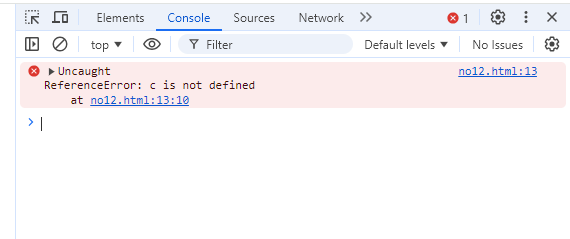 Elements Console Sources Network 1
top Filter Default levels No Issues
Uncaught no12.html:13
ReferenceError: c is not defined
at no12.html:13:10